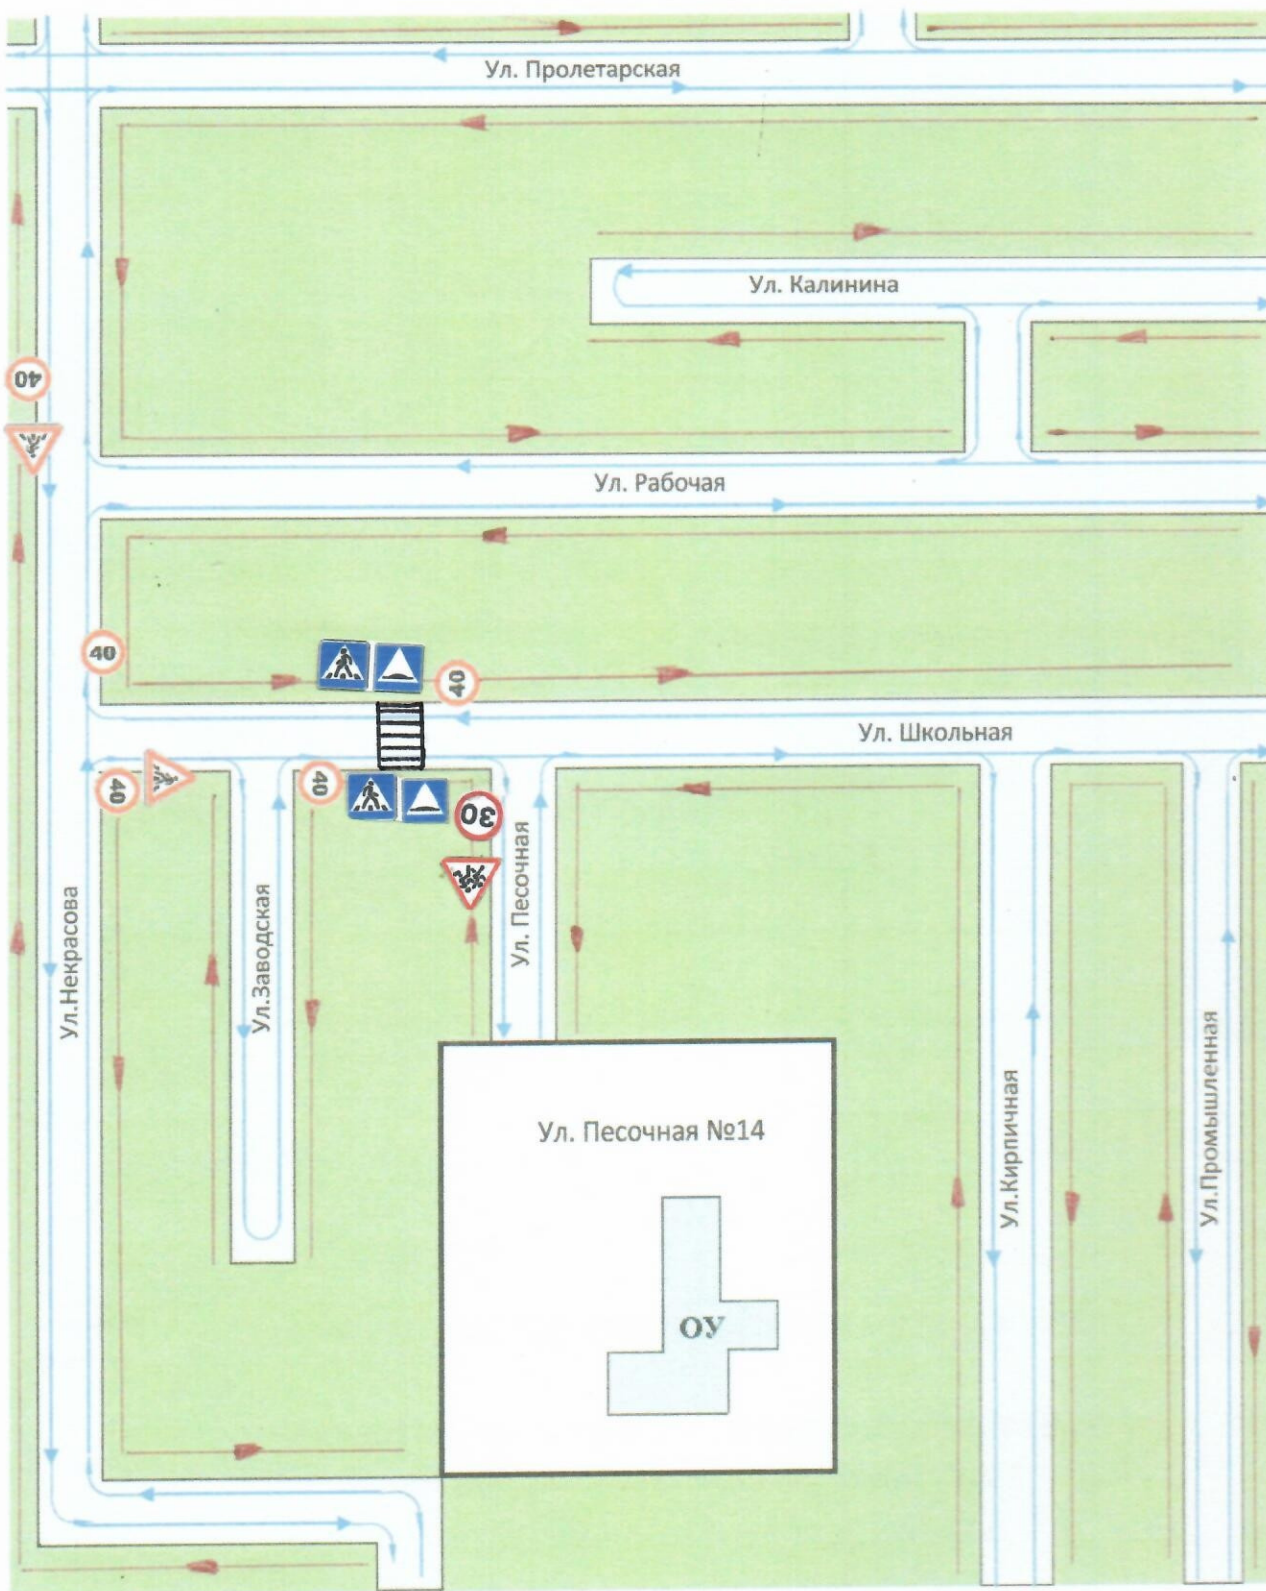 Ул. Пролетарская
Ул. Калинина
40
Ул. Рабочая
40
40
Ул. Школьная
40
40
30
Ул. Песочная
Ул.Некрасова
Ул.Заводская
Ул. Песочная №14
Ул.Кирпичная
Ул.Промышленная
ОУ